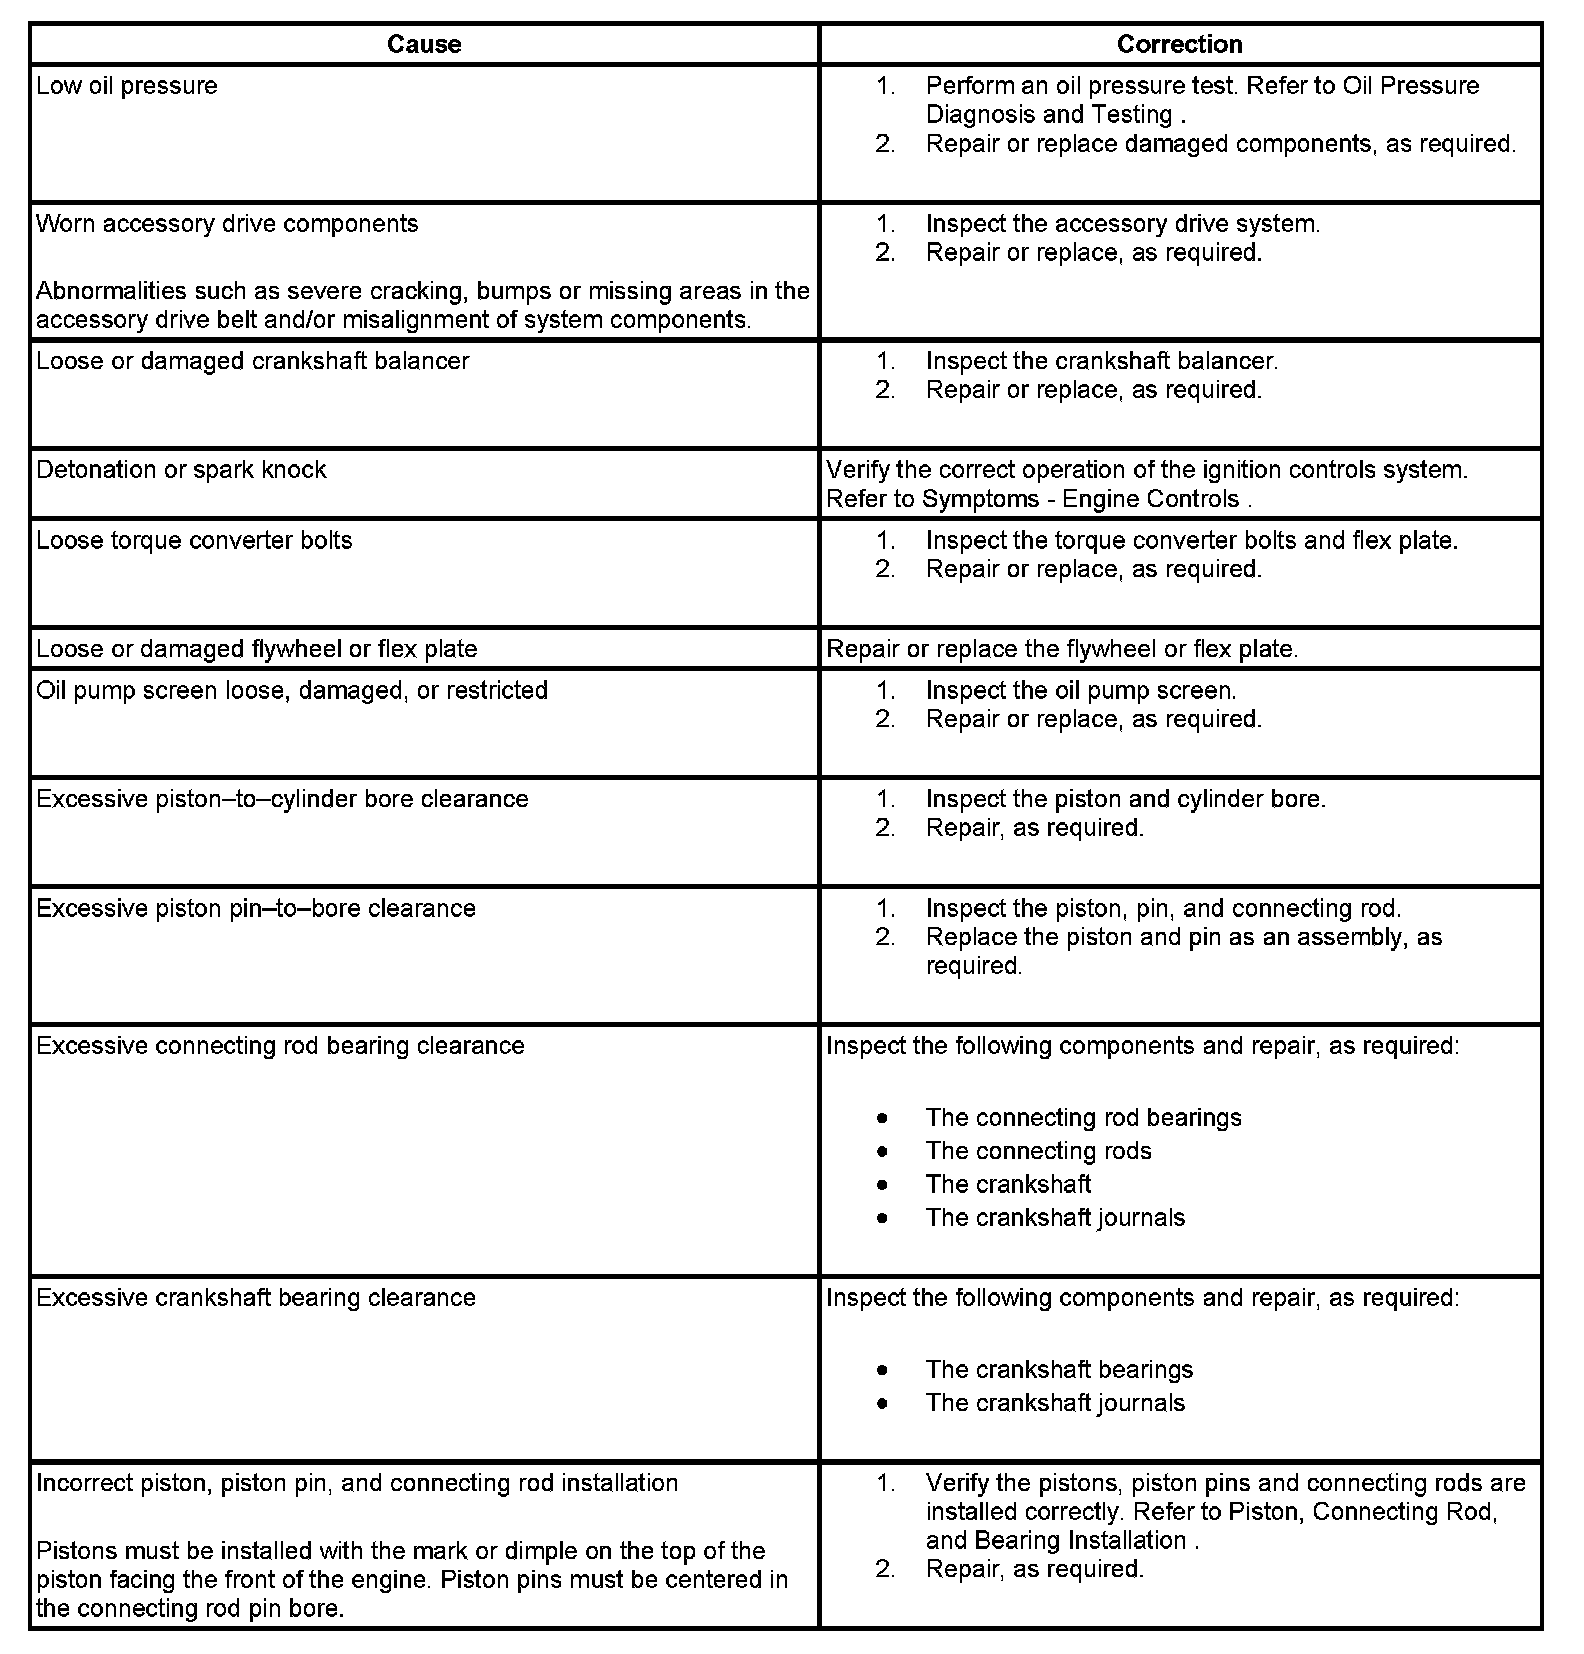 Cause
Correction
Low oil pressure
1. Perform an oil pressure test. Refer to Oil Pressure
Diagnosis and Testing .
2. Repair or replace damaged components, as required.
Worn accessory drive components
Abnormalities such as severe cracking, bumps or missing areas in the
accessory drive belt and/or misalignment of system components.
1. Inspect the accessory drive system.
2. Repair or replace, as required.
Loose or damaged crankshaft balancer
1. Inspect the crankshaft balancer.
2. Repair or replace, as required.
Detonation or spark knock
Verify the correct operation of the ignition controls system.
Refer to Symptoms - Engine Controls .
Loose torque converter bolts
1. Inspect the torque converter bolts and flex plate.
2. Repair or replace, as required.
Loose or damaged flywheel or flex plate
Repair or replace the flywheel or flex plate.
Oil pump screen loose, damaged, or restricted
1. Inspect the oil pump screen.
2. Repair or replace, as required.
Excessive piston–to–cylinder bore clearance
1. Inspect the piston and cylinder bore.
2. Repair, as required.
Excessive piston pin–to–bore clearance
1. Inspect the piston, pin, and connecting rod.
2. Replace the piston and pin as an assembly, as
required.
Excessive connecting rod bearing clearance
Inspect the following components and repair, as required:
• The connecting rod bearings
• The connecting rods
• The crankshaft
• The crankshaft journals
Excessive crankshaft bearing clearance
Inspect the following components and repair, as required:
• The crankshaft bearings
• The crankshaft journals
Incorrect piston, piston pin, and connecting rod installation
Pistons must be installed with the mark or dimple on the top of the
piston facing the front of the engine. Piston pins must be centered in
the connecting rod pin bore.
1. Verify the pistons, piston pins and connecting rods are
installed correctly. Refer to Piston, Connecting Rod,
and Bearing Installation .
2. Repair, as required.